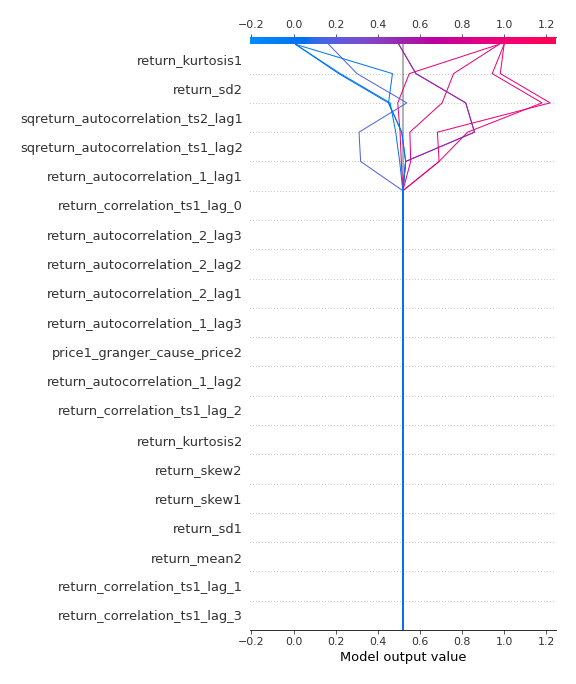 −0.2 0.0 0.2 0.4 0.6 0.8 1.0 1.2
return_kurtosis1
return_sd2
sqreturn_autocorrelation_ts2_lag1
sqreturn_autocorrelation_ts1_lag2
return_autocorrelation_1_lag1
return_correlation_ts1_lag_0
return_autocorrelation_2_lag3
return_autocorrelation_2_lag2
return_autocorrelation_2_lag1
return_autocorrelation_1_lag3
price1_granger_cause_price2
return_autocorrelation_1_lag2
return_correlation_ts1_lag_2
return_kurtosis2
return_skew2
return_skew1
return_sd1
return_mean2
return_correlation_ts1_lag_1
return_correlation_ts1_lag_3
−0.2 0.0 0.2 0.4 0.6 0.8 1.0 1.2
Model output value